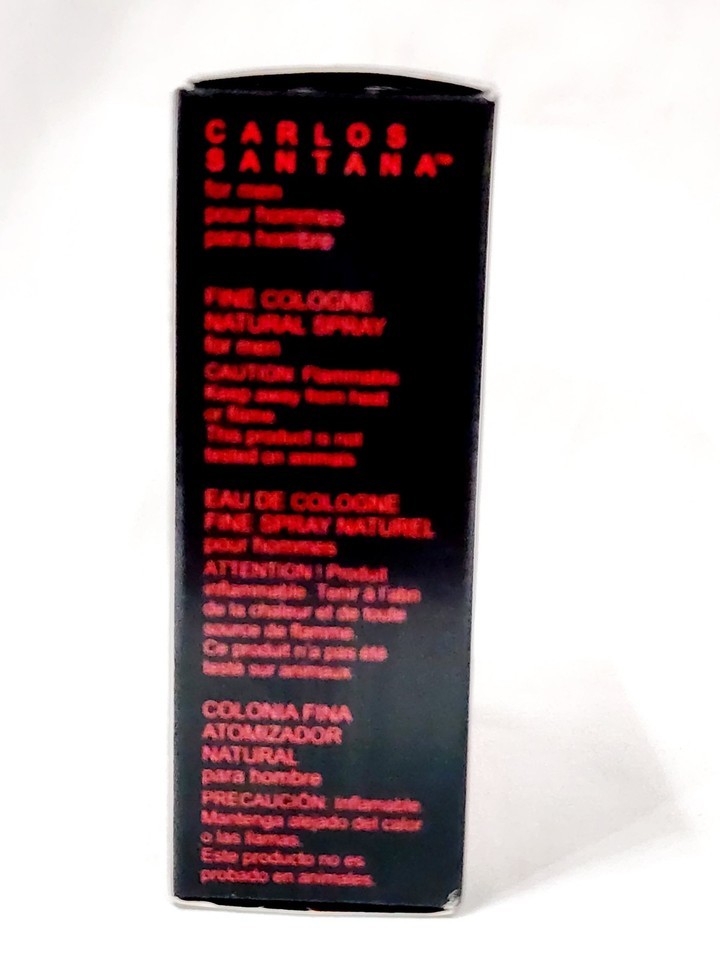 CARLOS
SANTANA™
for men
pour hommes
para hombre
FINE COLOGNE
NATURAL SPRAY
for men
CAUTION: Flammable
Keep away from heat
or flame.
This product is not
tested on animals.
EAU DE COLOGNE
FINE SPRAY NATUREL
pour hommes
ATTENTION ! Produit
inflammable. Tenir à l'abri
de la chaleur et de toute
source de flamme.
Ce produit n'a pas été
testé sur animaux.
COLONIA FINA
ATOMIZADOR
NATURAL
para hombre
PRECAUCIÓN: Inflamable.
Mantenga alejado del calor
o las llamas.
Este producto no es
probado en animales.